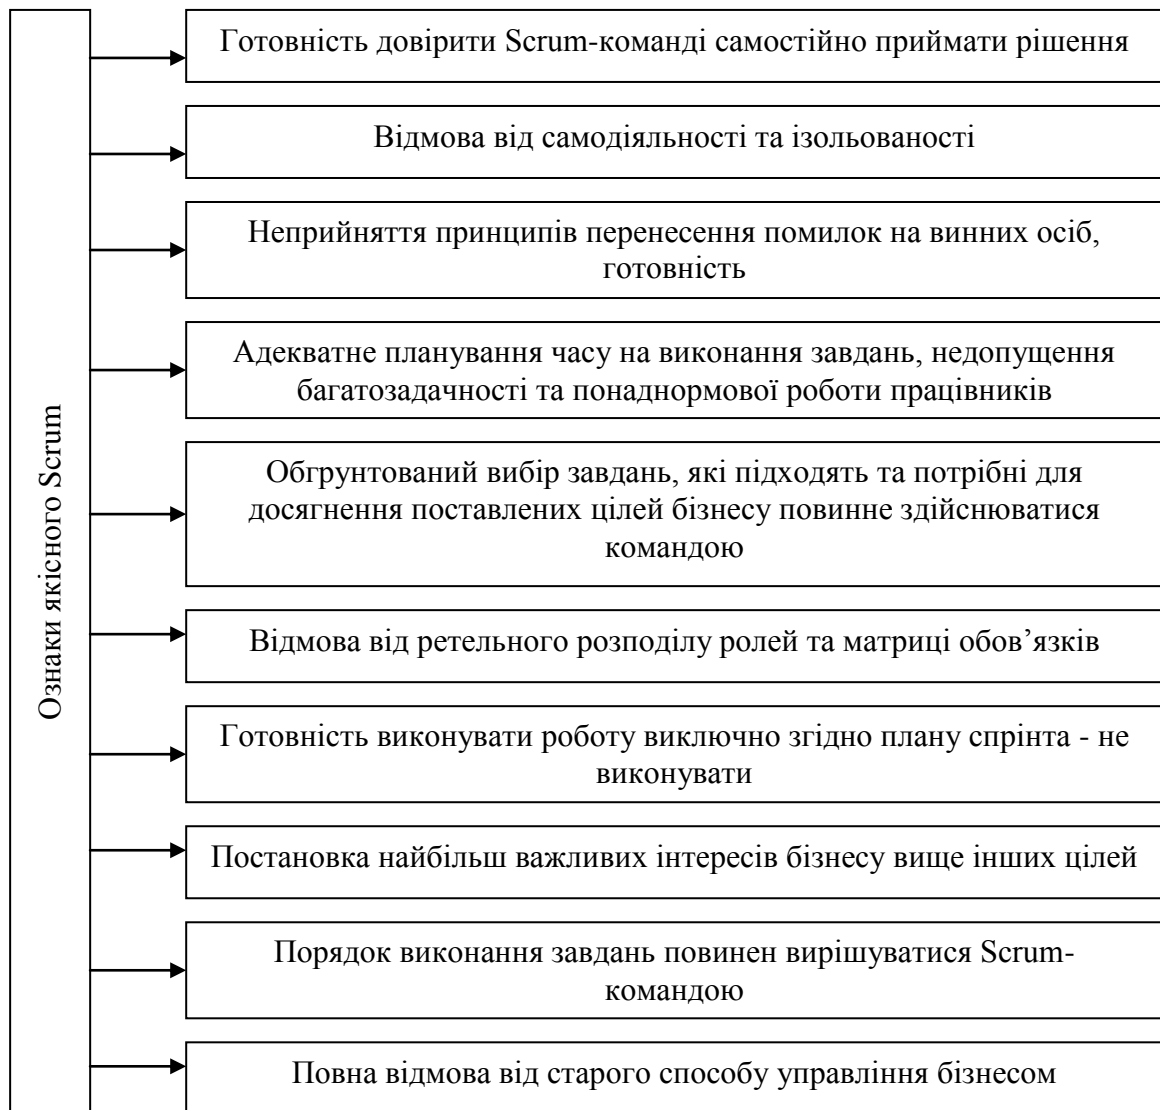 Ознаки якісного Scrum
Готовність довірити Scrum-команді самостійно приймати рішення
Відмова від самодіяльності та ізольованості
Неприйняття принципів перенесення помилок на винних осіб,
готовність
Адекватне планування часу на виконання завдань, недопущення
багатозадачності та понаднормової роботи працівників
Обгрунтований вибір завдань, які підходять та потрібні для
досягнення поставлених цілей бізнесу повинне здійснюватися
командою
Відмова від ретельного розподілу ролей та матриці обов’язків
Готовність виконувати роботу виключно згідно плану спрінта - не
виконувати
Постановка найбільш важливих інтересів бізнесу вище інших цілей
Порядок виконання завдань повинен вирішуватися Scrum-
командою
Повна відмова від старого способу управління бізнесом